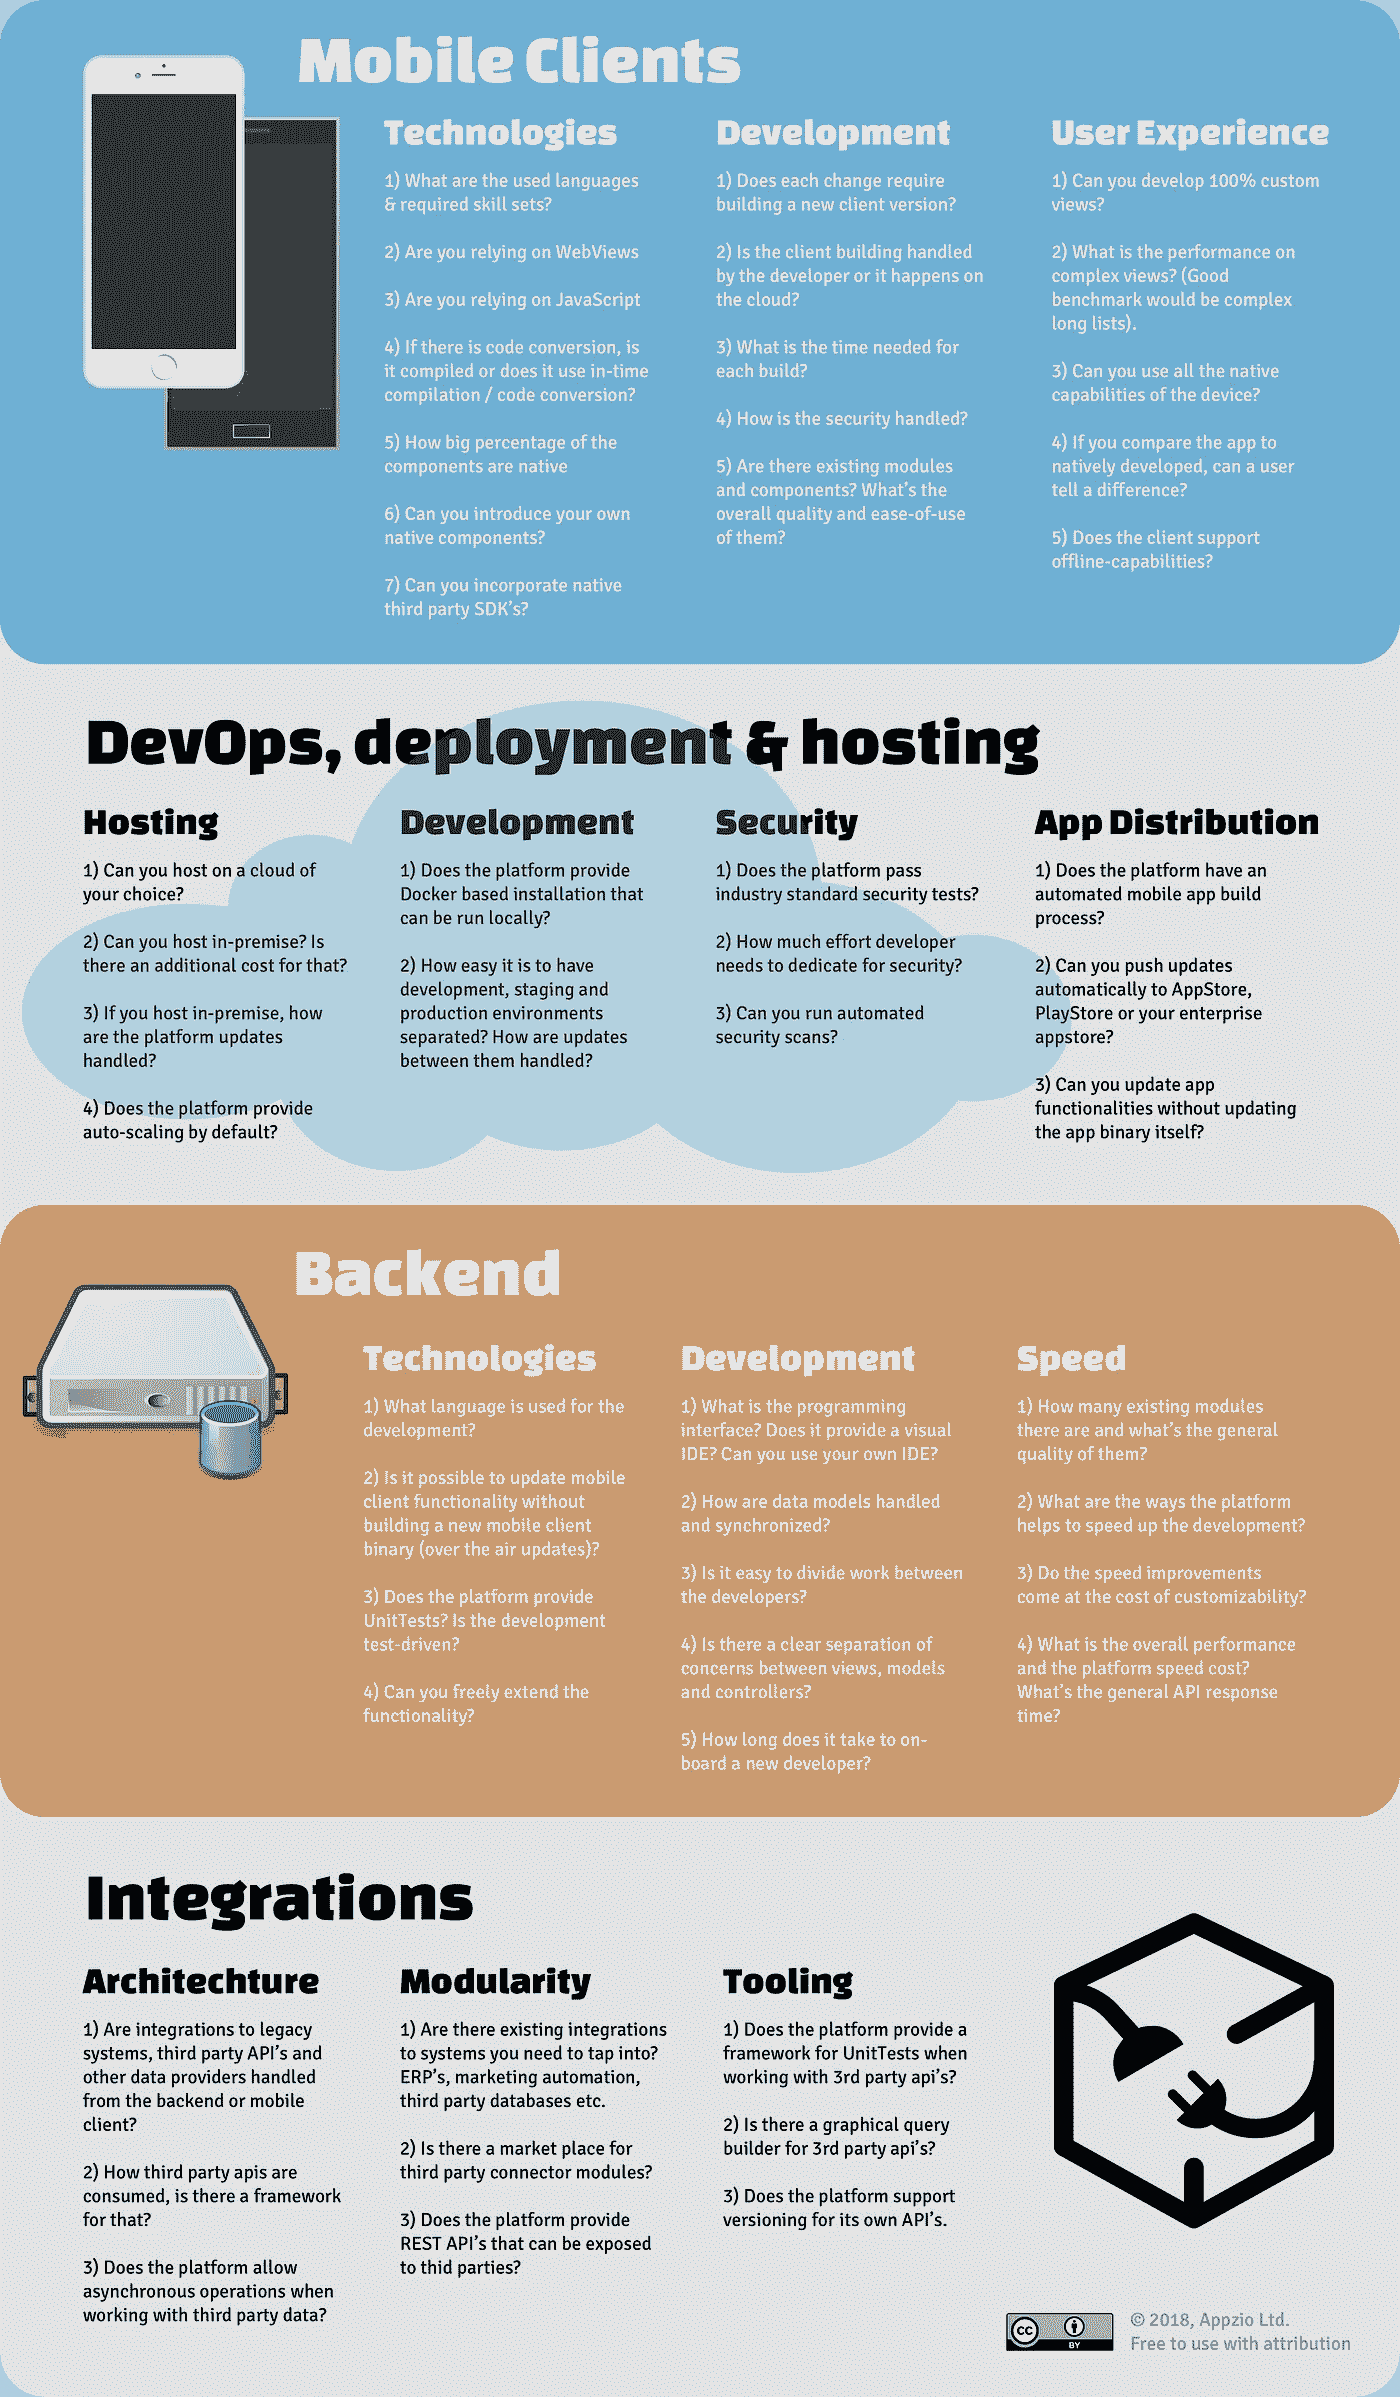 Mobile Clients
Technologies
1) What are the used languages
& required skill sets?
2) Are you relying on WebViews
3) Are you relying on JavaScript
4) If there is code conversion, is
it compiled or does it use in-time
compilation / code conversion?
5) How big percentage of the
components are native
6) Can you introduce your own
native components?
7) Can you incorporate native
third party SDK's?
Development
1) Does each change require
building a new client version?
2) Is the client building handled
by the developer or it happens on
the cloud?
3) What is the time needed for
each build?
4) How is the security handled?
5) Are there existing modules
and components? What's the
overall quality and ease-of-use
of them?
User Experience
1) Can you develop 100% custom
views?
2) What is the performance on
complex views? (Good
benchmark would be complex
long lists).
3) Can you use all the native
capabilities of the device?
4) If you compare the app to
natively developed, can a user
tell a difference?
5) Does the client support
offline-capabilities?
DevOps, deployment & hosting
Hosting
1) Can you host on a cloud of
your choice?
2) Can you host in-premise? Is
there an additional cost for that?
3) If you host in-premise, how
are the platform updates
handled?
4) Does the platform provide
auto-scaling by default?
Development
1) Does the platform provide
Docker based installation that
can be run locally?
2) How easy it is to have
development, staging and
production environments
separated? How are updates
between them handled?
Security
1) Does the platform pass
industry standard security tests?
2) How much effort developer
needs to dedicate for security?
3) Can you run automated
security scans?
App Distribution
1) Does the platform have an
automated mobile app build
process?
2) Can you push updates
automatically to AppStore,
PlayStore or your enterprise
appstore?
3) Can you update app
functionalities without updating
the app binary itself?
Backend
Technologies
1) What language is used for the
development?
2) Is it possible to update mobile
client functionality without
building a new mobile client
binary (over the air updates)?
3) Does the platform provide
UnitTests? Is the development
test-driven?
4) Can you freely extend the
functionality?
Development
1) What is the programming
interface? Does it provide a visual
IDE? Can you use your own IDE?
2) How are data models handled
and synchronized?
3) Is it easy to divide work between
the developers?
4) Is there a clear separation of
concerns between views, models
and controllers?
5) How long does it take to on-
board a new developer?
Speed
1) How many existing modules
there are and what's the general
quality of them?
2) What are the ways the platform
helps to speed up the development?
3) Do the speed improvements
come at the cost of customizability?
4) What is the overall performance
and the platform speed cost?
What's the general API response
time?
Integrations
Architechture
1) Are integrations to legacy
systems, third party API's and
other data providers handled
from the backend or mobile
client?
2) How third party apis are
consumed, is there a framework
for that?
3) Does the platform allow
asynchronous operations when
working with third party data?
Modularity
1) Are there existing integrations
to systems you need to tap into?
ERP's, marketing automation,
third party databases etc.
2) Is there a market place for
third party connector modules?
3) Does the platform provide
REST API's that can be exposed
to thid parties?
Tooling
1) Does the platform provide a
framework for UnitTests when
working with 3rd party api's?
2) Is there a graphical query
builder for 3rd party api's?
3) Does the platform support
versioning for its own API's.
cc
BY
© 2018, Appzio Ltd.
Free to use with attribution